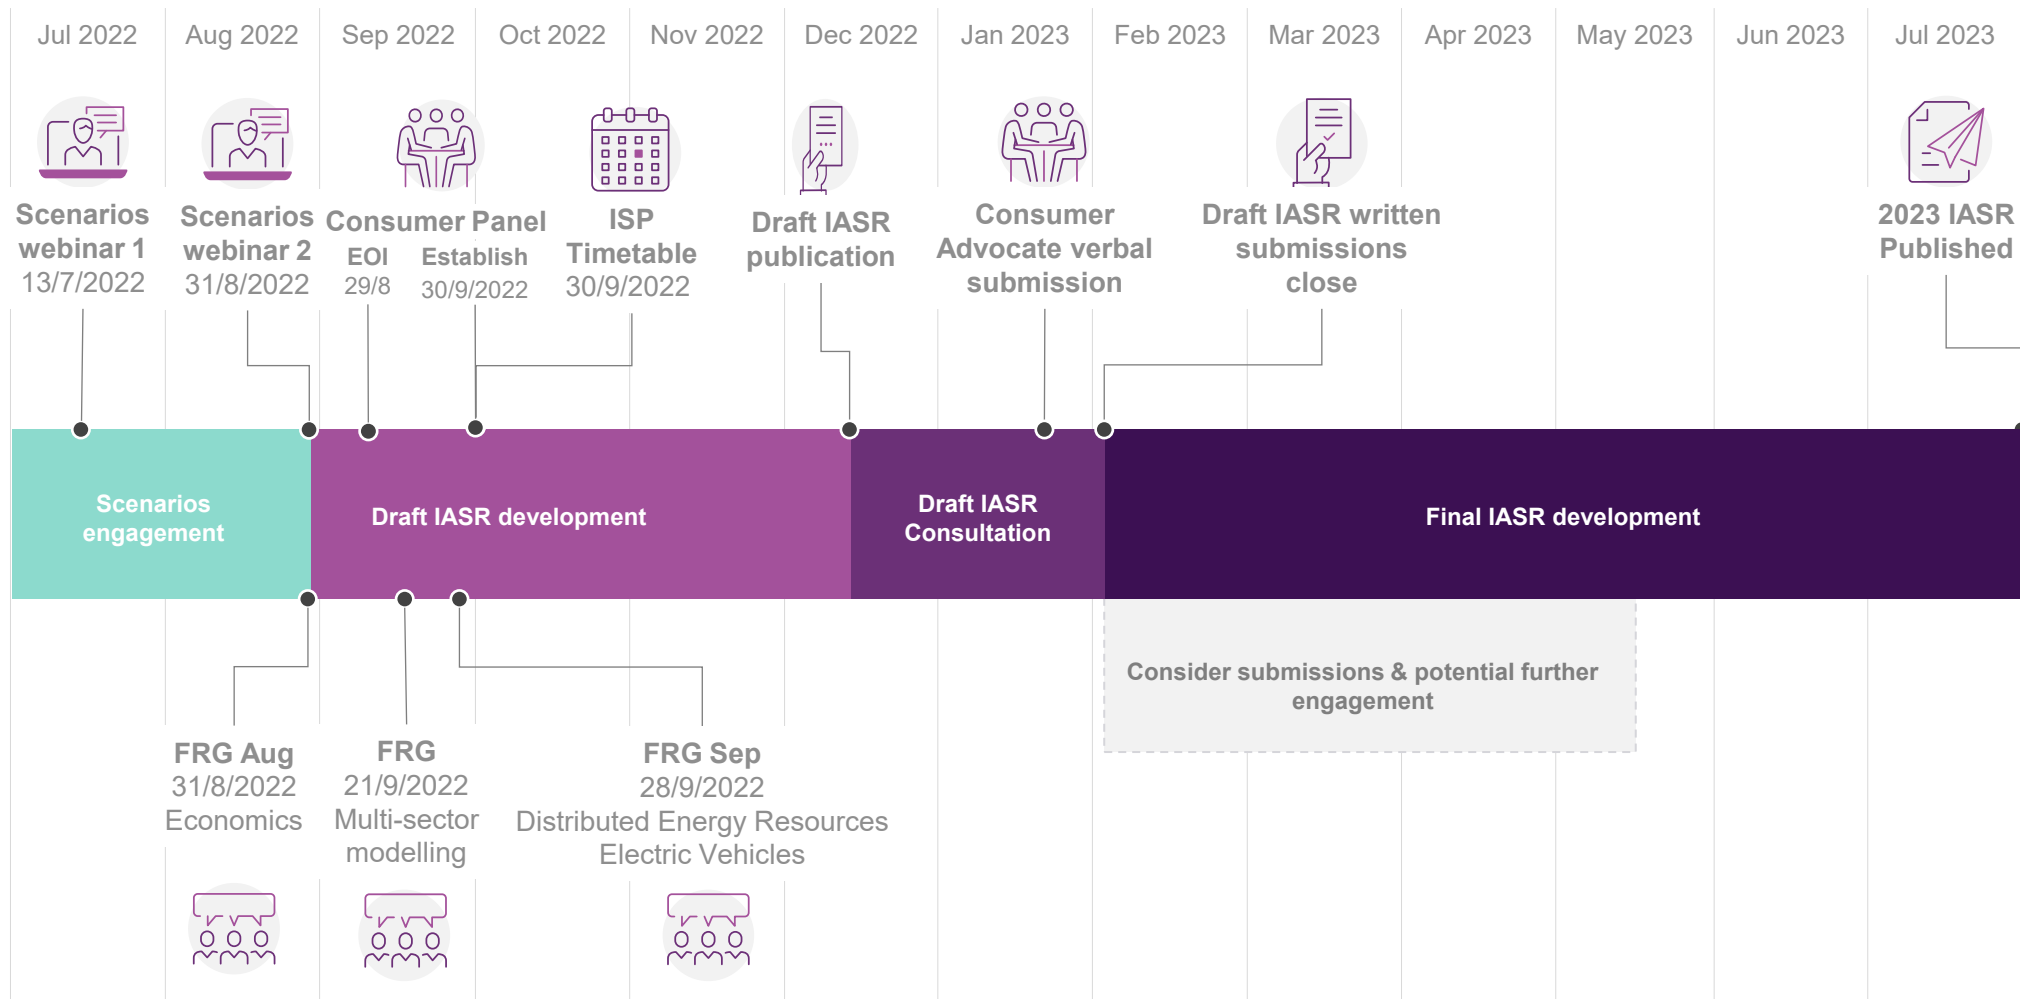 Jul 2022
Aug 2022
Sep 2022
Oct 2022
Nov 2022
Dec 2022
Jan 2023
Feb 2023
Mar 2023
Apr 2023
May 2023
Jun 2023
Jul 2023
Scenarios
webinar 1
13/7/2022
Scenarios
webinar 2
31/8/2022
Consumer Panel
EOI
29/8
Establish
30/9/2022
ISP
Timetable
30/9/2022
Draft IASR
publication
Consumer
Advocate verbal
submission
Draft IASR written
submissions
close
2023 IASR
Published
Scenarios
engagement
Draft IASR development
Draft IASR
Consultation
Final IASR development
Consider submissions & potential further
engagement
FRG Aug
31/8/2022
Economics
FRG
21/9/2022
Multi-sector
modelling
FRG Sep
28/9/2022
Distributed Energy Resources
Electric Vehicles